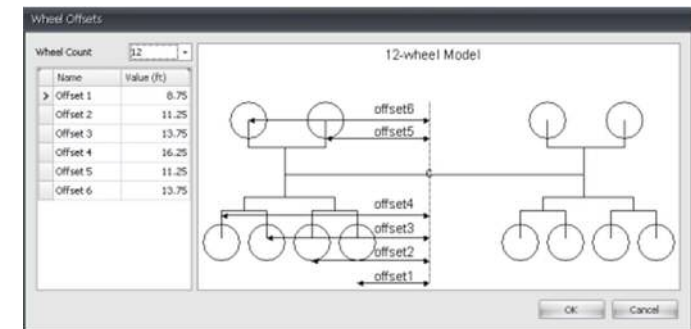 Wheel Offsets
Wheel Count 12
Name Value (ft)
Offset 1 8.75
Offset 2 11.25
Offset 3 13.75
Offset 4 16.25
Offset 5 11.25
Offset 6 13.75
12-wheel Model
offset6
offset5
offset4
offset3
offset2
offset1
OK Cancel